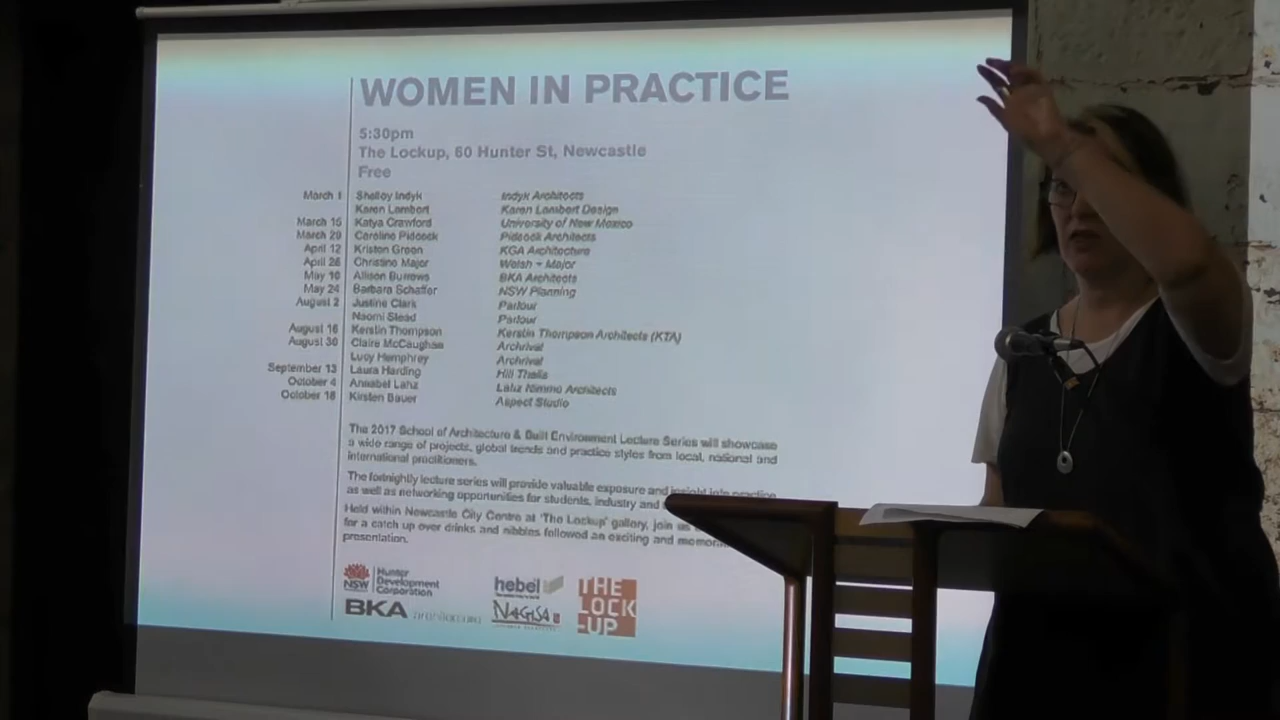 WOMEN IN PRACTICE
5:30pm
The Lockup, 60 Hunter St, Newcastle
Free
March 1 Shelley Indyk Indyk Architects
Karen Lambert Karen Lambert Design
March 15 Katya Crawford University of New Mexico
March 29 Caroline Pidcock Pidcock Architects
April 12 Kristen Green KGA Architecture
April 26 Christine Major Welsh + Major
May 10 Allison Burrows BKA Architects
May 24 Barbara Schaffer NSW Planning
August 2 Justine Clark Parlour
Naomi Stead Parlour
August 16 Kerstin Thompson Kerstin Thompson Architects (KTA)
August 30 Claire McCaughan Archrival
Lucy Humphrey Archrival
September 13 Laura Harding Hill Thalis
October 4 Annabel Lahz Lahz Nimmo Architects
October 18 Kirsten Bauer Aspect Studio
The 2017 School of Architecture & Built Environment Lecture Series will showcase
a wide range of projects, global trends and practice styles from local, national and
international practitioners.
The fortnightly lecture series will provide valuable exposure and insight into practice
as well as networking opportunities for students, industry and
Held within Newcastle City Centre at 'The Lockup' gallery, join us
for a catch up over drinks and nibbles followed an exciting and
presentation.
NSW Hunter Development Corporation
hebel
THE LOCK-UP
BKA architecture
NAGISA